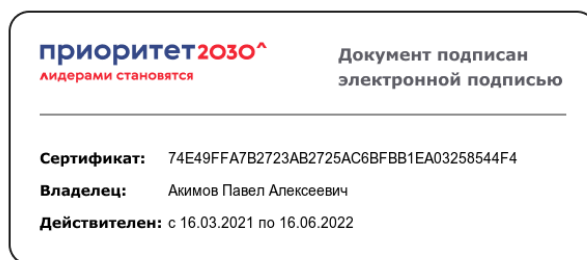 приоритет2030^
лидерами становятся
Документ подписан
электронной подписью
Сертификат: 74E49FFA7B2723AB2725AC6BFBB1EA03258544F4
Владелец: Акимов Павел Алексеевич
Действителен: с 16.03.2021 по 16.06.2022